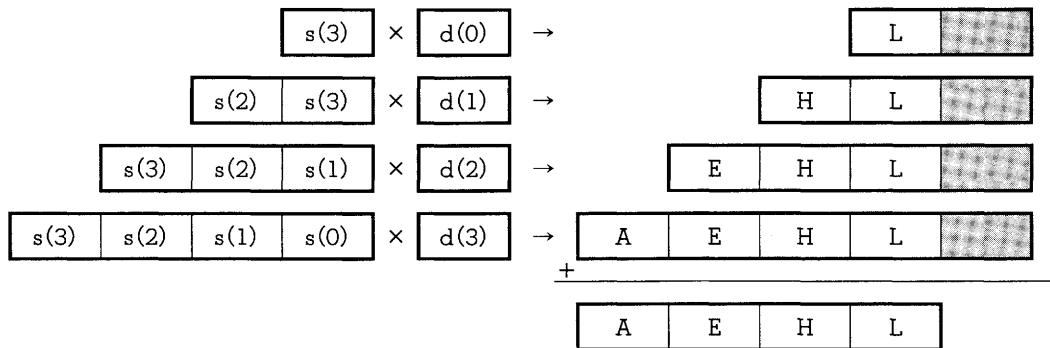 s(3) × d(0) → L
s(2) s(3) × d(1) → H L
s(3) s(2) s(1) × d(2) → E H L
s(3) s(2) s(1) s(0) × d(3) → A E H L
+
A E H L